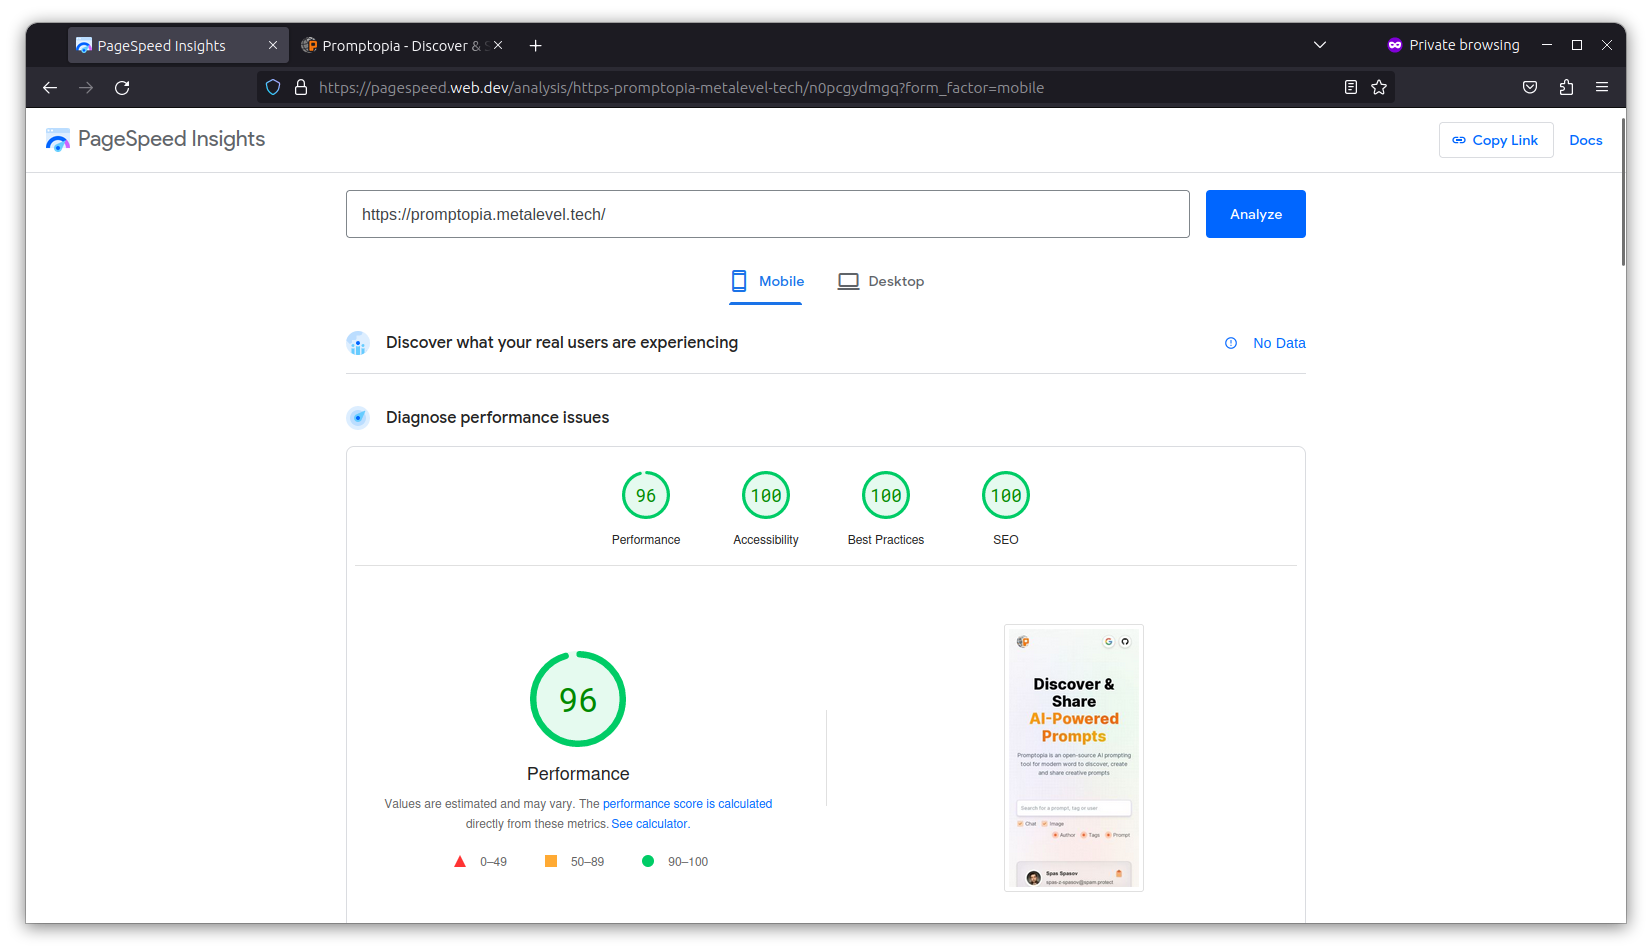 PageSpeed Insights
Promptopia - Discover & S
Private browsing
https://pagespeed.web.dev/analysis/https-promptopia-metalevel-tech/n0pcgydmgq?form_factor=mobile
PageSpeed Insights
Copy Link
Docs
https://promptopia.metalevel.tech/
Analyze
Mobile
Desktop
Discover what your real users are experiencing
No Data
Diagnose performance issues
96
100
100
100
Performance
Accessibility
Best Practices
SEO
96
Performance
Values are estimated and may vary. The performance score is calculated
directly from these metrics. See calculator.
0–49
50–89
90–100
Discover &
Share
AI-Powered
Prompts
Promptopia is an open-source AI prompting
tool for modern word to discover, create
and share creative prompts
Search for a prompt, tag or user
Chat Image
Author Tags Prompt
Spas Spasov
spas-z-spasov@spam.protect